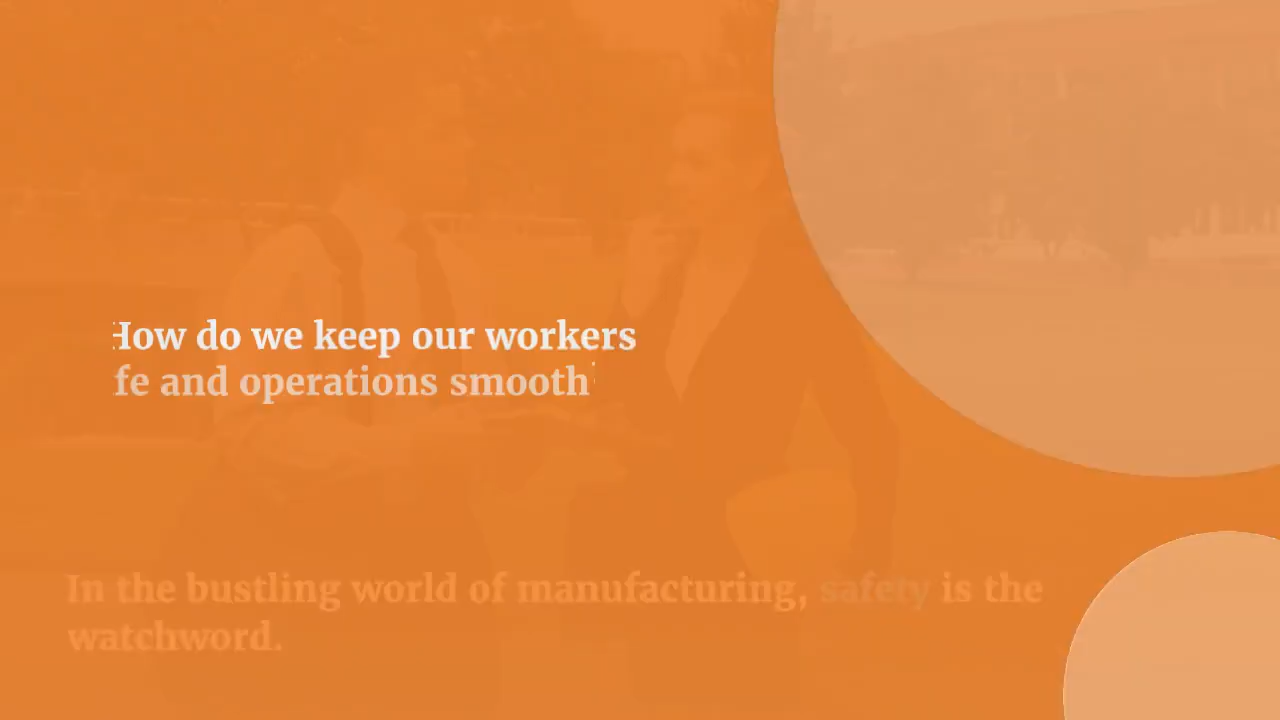 How do we keep our workers
fe and operations smooth
In the bustling world of manufacturing, safety is the
watchword.